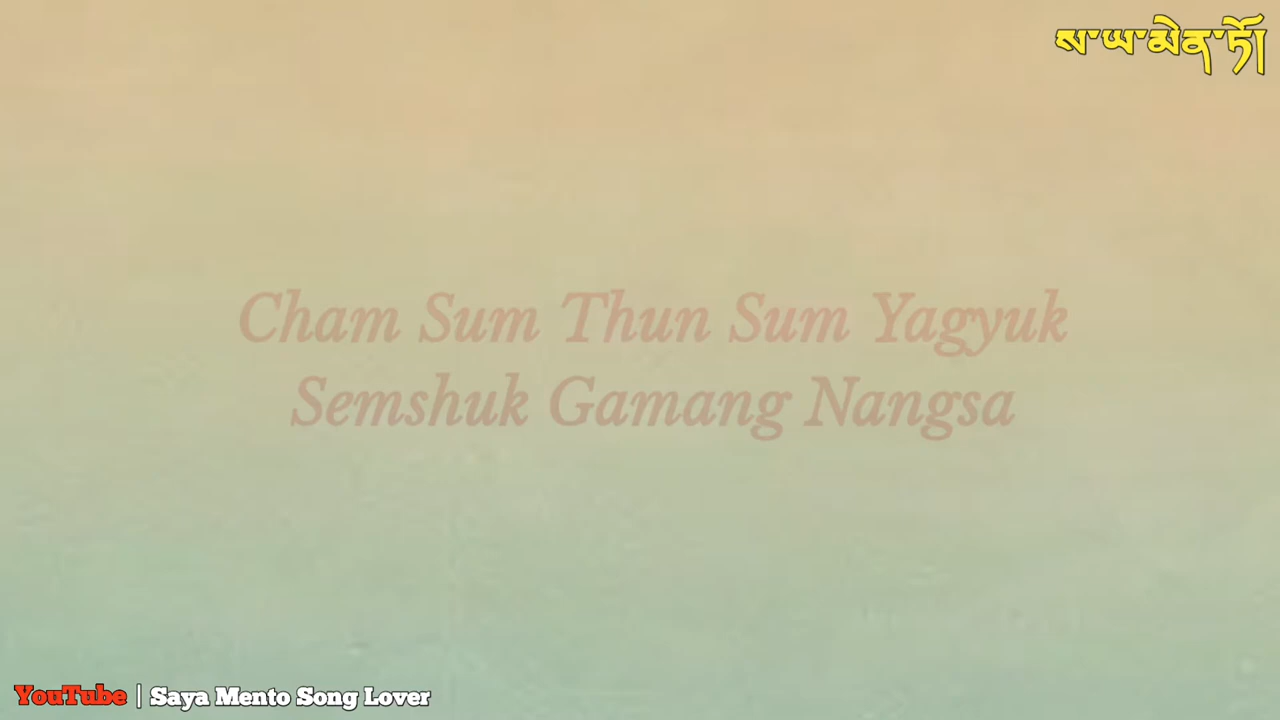 ས་ཡ་མེན་ཏོ།
Cham Sum Thun Sum Yagyuk
Semshuk Gamang Nangsa
YouTube | Saya Mento Song Lover